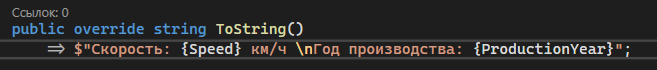 Ссылок: 0
public override string ToString()
=> $"Скорость: {Speed} км/ч \nГод производства: {ProductionYear}";